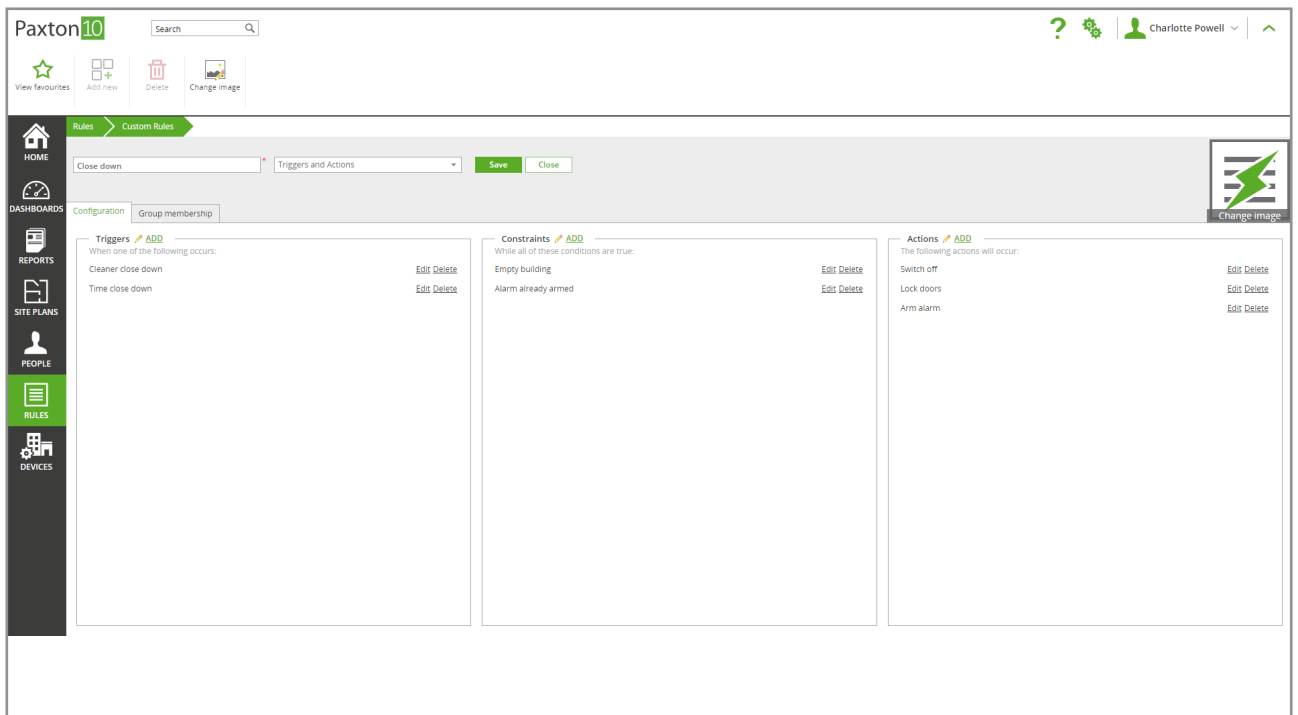 Paxton10
Search
Charlotte Powell
View favourites
Add new
Delete
Change image
Rules
Custom Rules
HOME
DASHBOARDS
REPORTS
SITE PLANS
PEOPLE
RULES
DEVICES
Close down
*
Triggers and Actions
Save
Close
Change image
Configuration
Group membership
Triggers ADD
When one of the following occurs:
Cleaner close down Edit Delete
Time close down Edit Delete
Constraints ADD
While all of these conditions are true:
Empty building Edit Delete
Alarm already armed Edit Delete
Actions ADD
The following actions will occur:
Switch off Edit Delete
Lock doors Edit Delete
Arm alarm Edit Delete